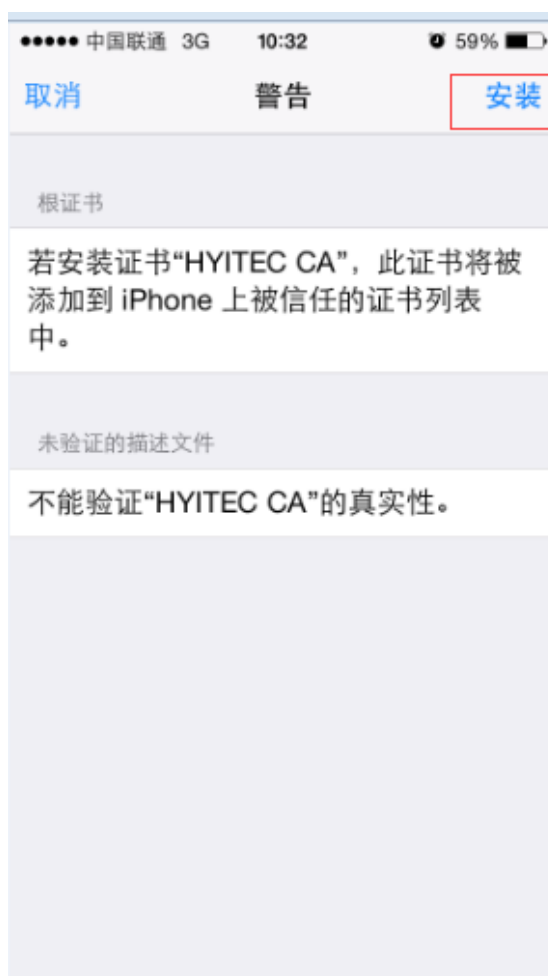 中国联通 3G 10:32 59%
取消 警告 安装
根证书
若安装证书“HYITEC CA”，此证书将被
添加到 iPhone 上被信任的证书列表
中。
未验证的描述文件
不能验证“HYITEC CA”的真实性。